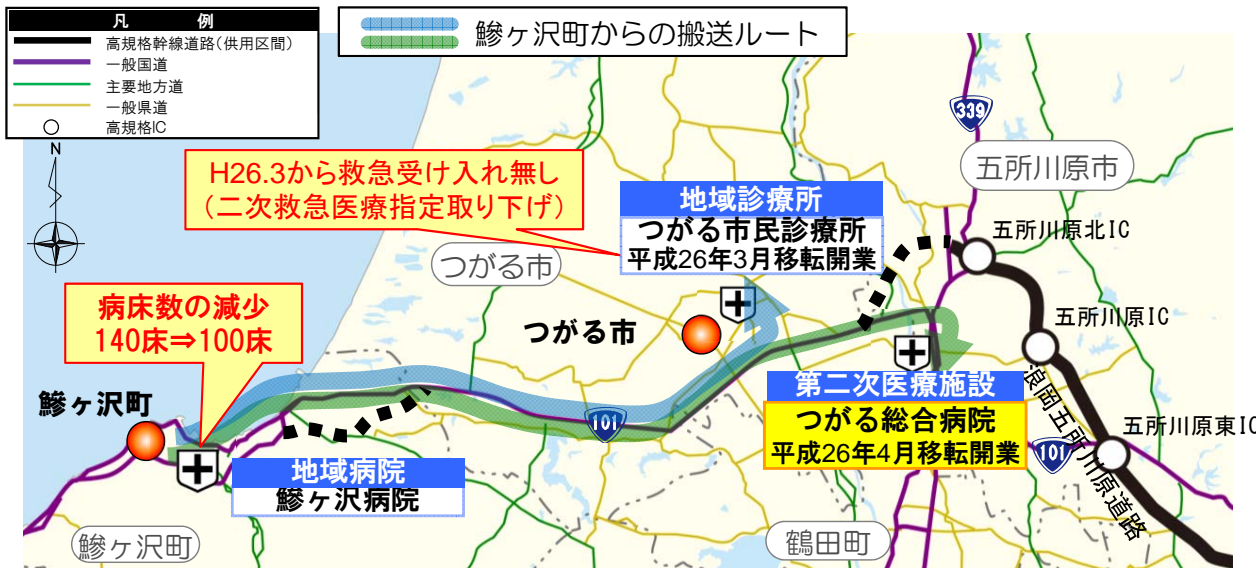 凡 例
高規格幹線道路(供用区間)
一般国道
主要地方道
一般県道
高規格IC
鰺ヶ沢町からの搬送ルート
N
339
五所川原市
H26.3から救急受け入れ無し
(二次救急医療指定取り下げ)
地域診療所
つがる市民診療所
平成26年3月移転開業
五所川原北IC
つがる市
病床数の減少
140床⇒100床
五所川原IC
つがる市
鰺ヶ沢町
第二次医療施設
つがる総合病院
平成26年4月移転開業
浪岡五所川原道路
101
五所川原東IC
101
地域病院
鰺ヶ沢病院
鰺ヶ沢町
鶴田町